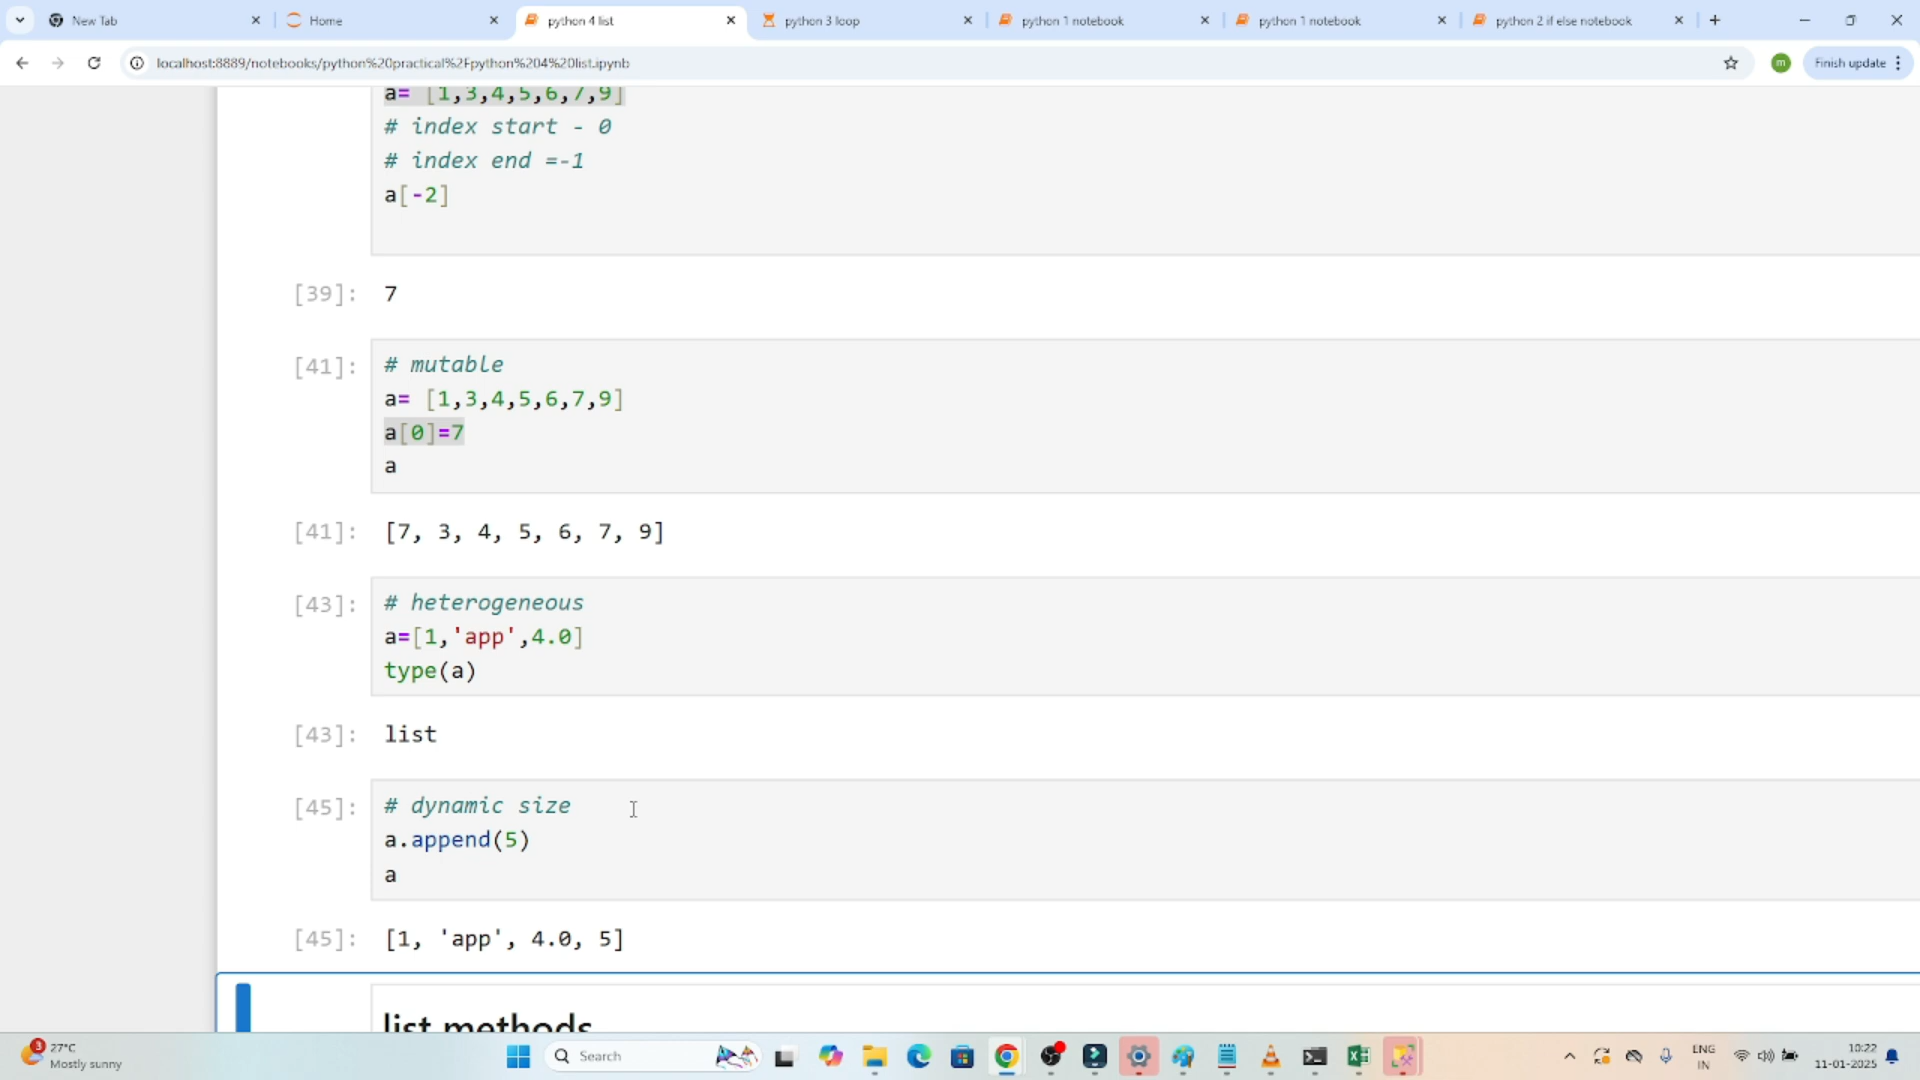 New Tab
Home
python 4 list
python 3 loop
python 1 notebook
python 1 notebook
python 2 if else notebook
localhost:8889/notebooks/python%20practical%2Fpython%204%20list.ipynb
m
Finish update
a= [1,3,4,5,6,7,9]
# index start - 0
# index end =-1
a[-2]
[39]: 7
[41]: # mutable
a= [1,3,4,5,6,7,9]
a[0]=7
a
[41]: [7, 3, 4, 5, 6, 7, 9]
[43]: # heterogeneous
a=[1,'app',4.0]
type(a)
[43]: list
[45]: # dynamic size
a.append(5)
a
[45]: [1, 'app', 4.0, 5]
list methods
3
27°C
Mostly sunny
Search
ENG
IN
10:22
11-01-2025